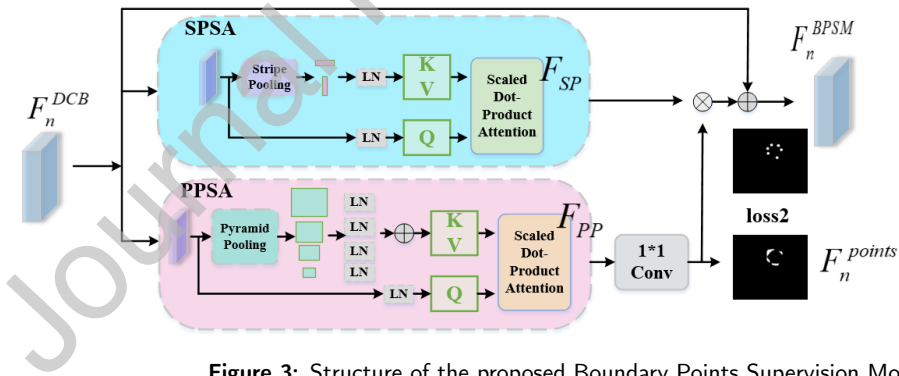 SPSA
F_n^{BPSM}
Stripe
Pooling
LN
K
V
Scaled
Dot-
Product
Attention
F_{SP}
F_n^{DCB}
LN
Q
PPSA
loss2
Pyramid
Pooling
LN
LN
LN
LN
K
V
Scaled
Dot-
Product
Attention
F_{PP}
1*1
Conv
F_n^{points}
LN
Q
Journal
Figure 3: Structure of the proposed Boundary Points Supervision Mo